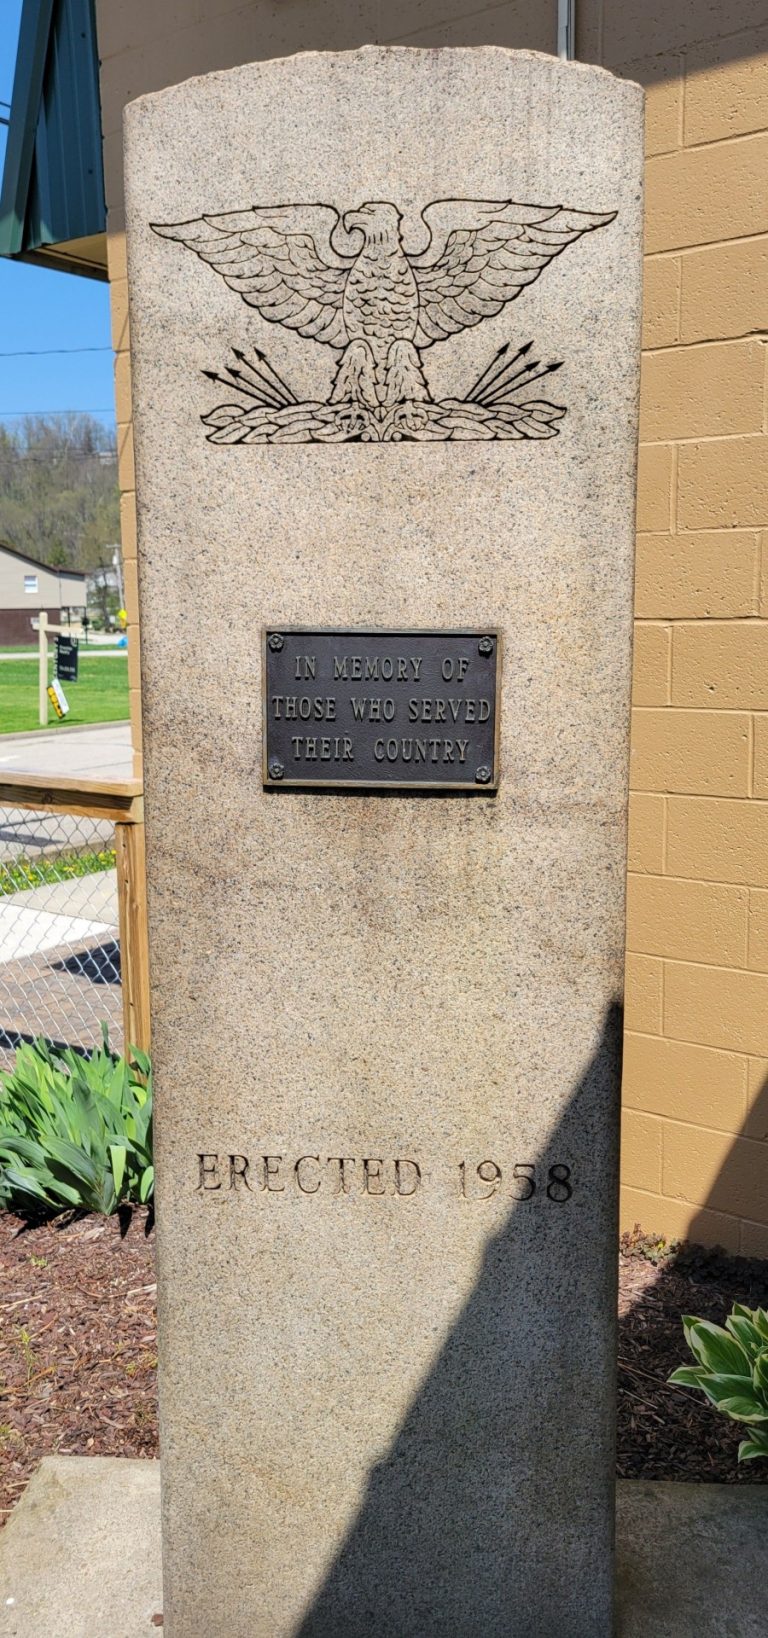 IN MEMORY OF
THOSE WHO SERVED
THEIR COUNTRY
ERECTED 1958